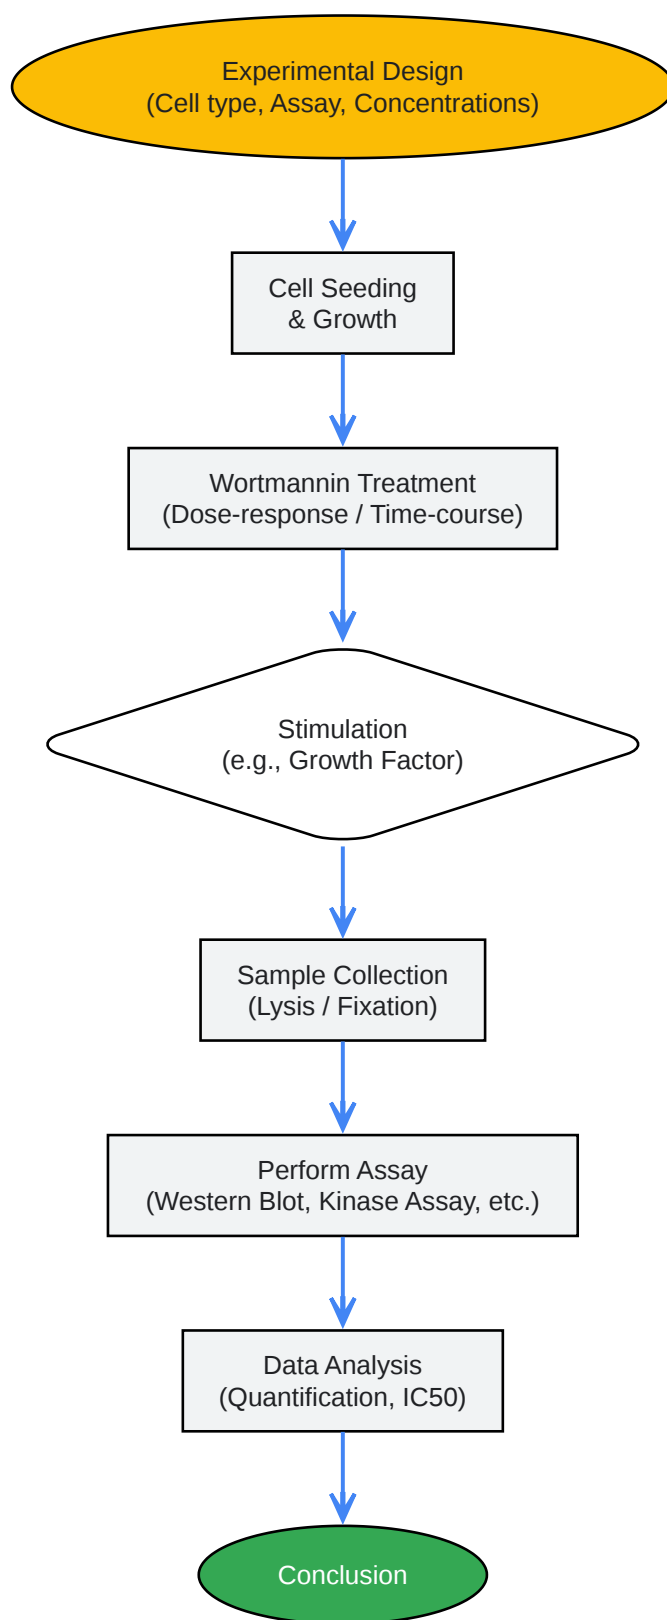 Experimental Design
(Cell type, Assay, Concentrations)
Cell Seeding
& Growth
Wortmannin Treatment
(Dose-response / Time-course)
Stimulation
(e.g., Growth Factor)
Sample Collection
(Lysis / Fixation)
Perform Assay
(Western Blot, Kinase Assay, etc.)
Data Analysis
(Quantification, IC50)
Conclusion